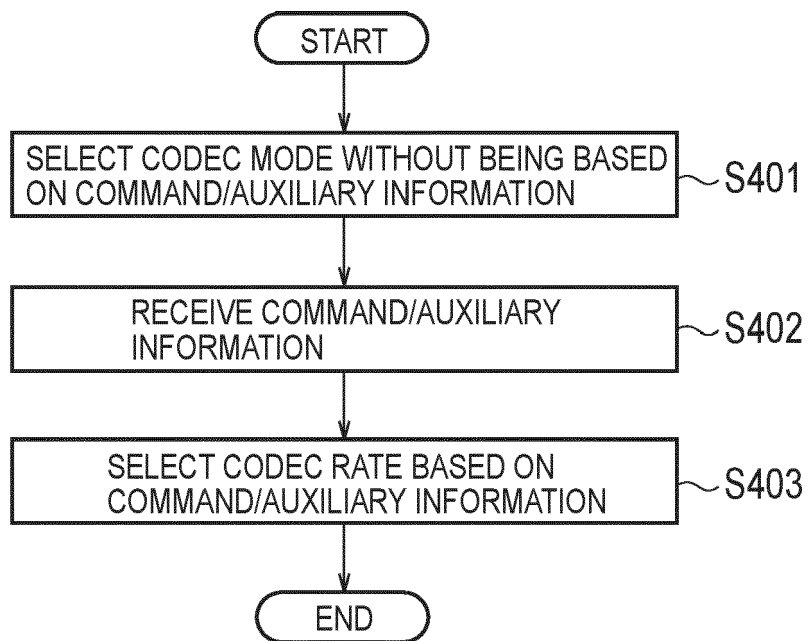 START
SELECT CODEC MODE WITHOUT BEING BASED
ON COMMAND/AUXILIARY INFORMATION
S401
RECEIVE COMMAND/AUXILIARY
INFORMATION
S402
SELECT CODEC RATE BASED ON
COMMAND/AUXILIARY INFORMATION
S403
END